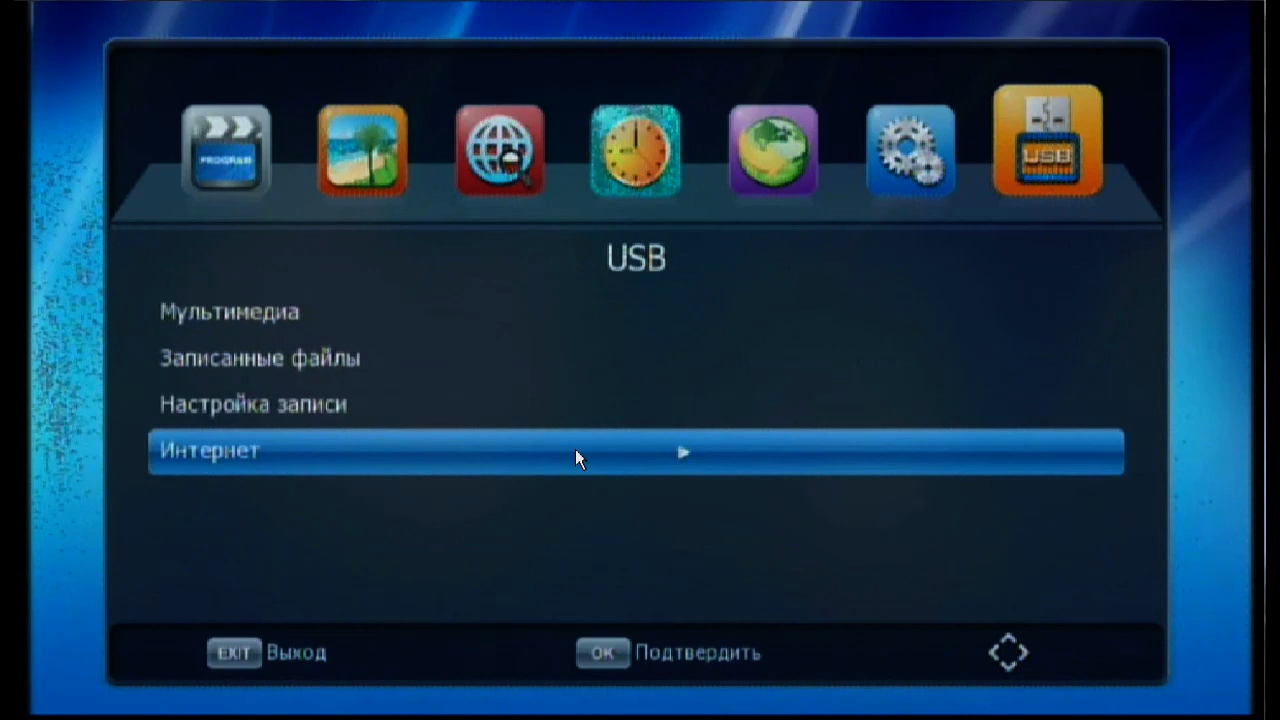 PROGRAM
USB
USB
Мультимедиа
Записанные файлы
Настройка записи
Интернет
EXIT Выход
OK Подтвердить